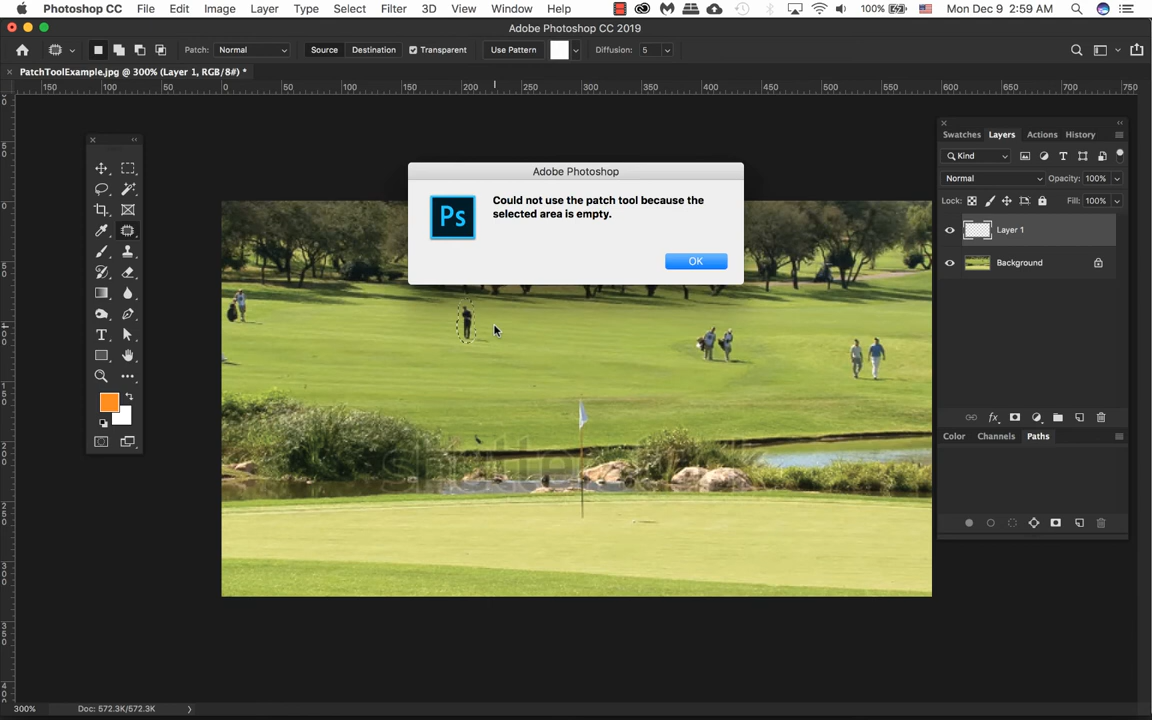 Photoshop CC File Edit Image Layer Type Select Filter 3D View Window Help 100% Mon Dec 9 2:59 AM
Adobe Photoshop CC 2019
Patch: Normal Source Destination Transparent Use Pattern Diffusion: 5
PatchToolExample.jpg @ 300% (Layer 1, RGB/8#) *
150 100 50 0 50 100 150 200 250 300 350 400 450 500 550 600 650 700 750
Adobe Photoshop
Ps
Could not use the patch tool because the
selected area is empty.
OK
Swatches Layers Actions History
Kind
Normal Opacity: 100%
Lock: Fill: 100%
Layer 1
Background
Color Channels Paths
shutterstock
300% Doc: 572.3K/572.3K